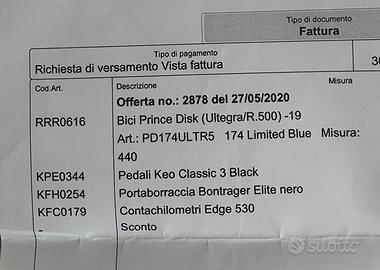 Tipo di documento
Fattura
Tipo di pagamento
Richiesta di versamento Vista fattura
30
Cod.Art.
Descrizione
Misura
Offerta no.: 2878 del 27/05/2020
RRR0616
Bici Prince Disk (Ultegra/R.500) -19
Art.: PD174ULTR5 174 Limited Blue Misura:
440
KPE0344
Pedali Keo Classic 3 Black
KFH0254
Portaborraccia Bontrager Elite nero
KFC0179
Contachilometri Edge 530
-
Sconto
subito